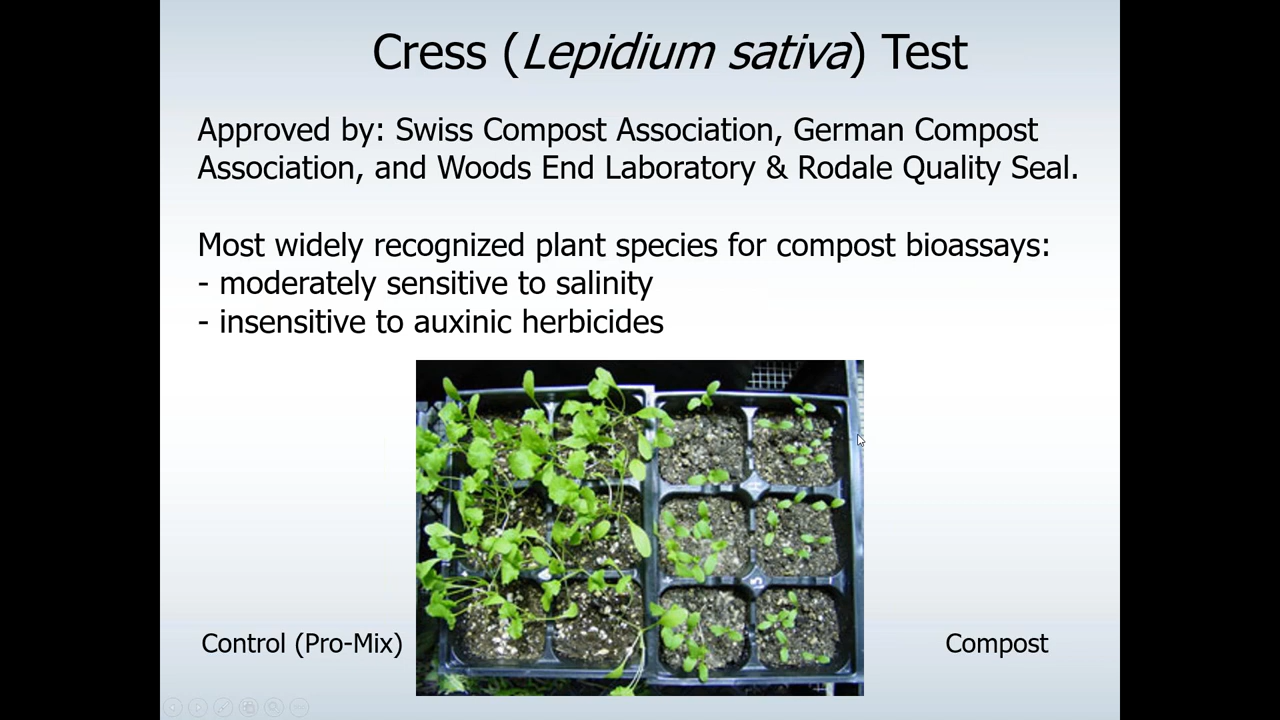 Cress (Lepidium sativa) Test
Approved by: Swiss Compost Association, German Compost
Association, and Woods End Laboratory & Rodale Quality Seal.
Most widely recognized plant species for compost bioassays:
- moderately sensitive to salinity
- insensitive to auxinic herbicides
Control (Pro-Mix)
Compost